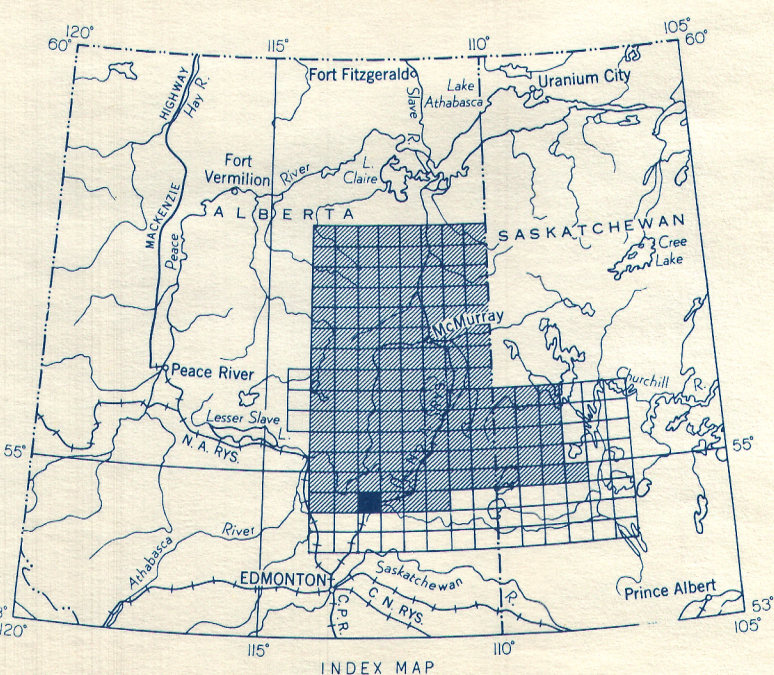 120°
60°
115°
110°
105°
60°
Fort Fitzgerald
Lake
Athabasca
Uranium City
HIGHWAY
Hay R.
Slave R.
Fort
Vermilion
River
L.
Claire
ALBERTA
SASKATCHEWAN
MACKENZIE
Peace
Cree
Lake
McMurray
Peace River
Churchill R.
Lesser Slave
L.
N. A. RYS.
55°
55°
River
Athabasca
EDMONTON
Saskatchewan
R.
C. N. RYS.
C.P.R.
Prince Albert
3°
120°
115°
110°
53°
105°
INDEX MAP